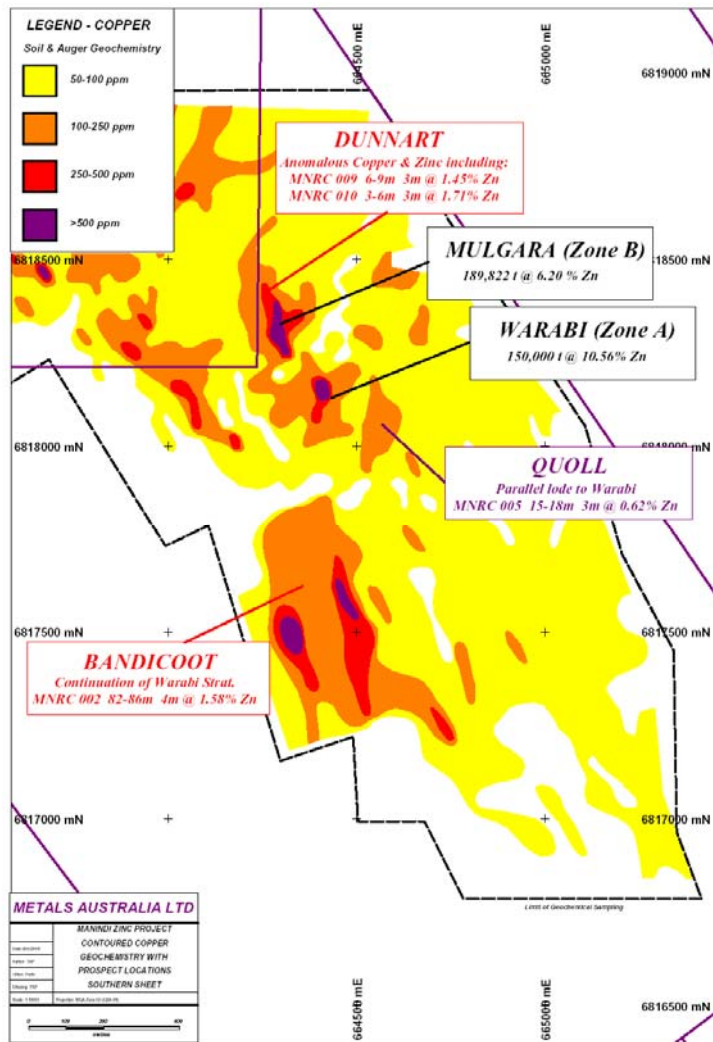 LEGEND - COPPER
Soil & Auger Geochemistry
50-100 ppm
100-250 ppm
250-500 ppm
>500 ppm
664500 mE
665000 mE
6819000 mN
DUNNART
Anomalous Copper & Zinc including:
MNRC 009 6-9m 3m @ 1.45% Zn
MNRC 010 3-6m 3m @ 1.71% Zn
6818500 mN
6818500 mN
MULGARA (Zone B)
189,822 t @ 6.20 % Zn
WARABI (Zone A)
150,000 t @ 10.56% Zn
6818000 mN
6818000 mN
QUOLL
Parallel lode to Warabi
MNRC 005 15-18m 3m @ 0.62% Zn
6817500 mN
6817500 mN
BANDICOOT
Continuation of Warabi Strat.
MNRC 002 82-86m 4m @ 1.58% Zn
6817000 mN
6817000 mN
Limit of Geochemical Sampling
METALS AUSTRALIA LTD
MANINDI ZINC PROJECT
CONTOURED COPPER
GEOCHEMISTRY WITH
PROSPECT LOCATIONS
SOUTHERN SHEET
664500 mE
665000 mE
6816500 mN